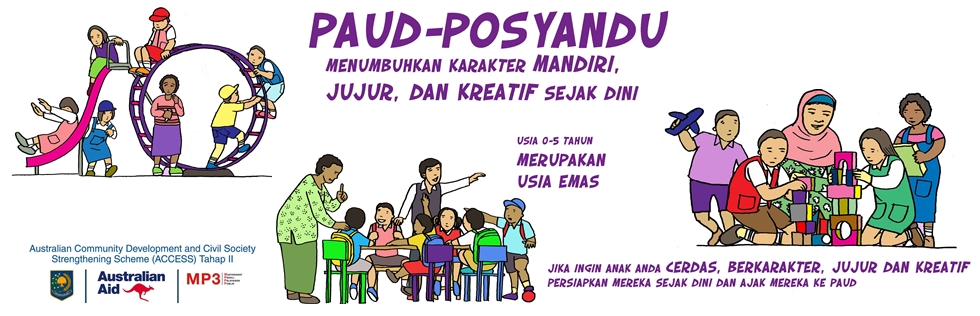 PAUD-POSYANDU
MENUMBUHKAN KARAKTER MANDIRI,
JUJUR, DAN KREATIF SEJAK DINI
USIA 0-5 TAHUN
MERUPAKAN
USIA EMAS
Australian Community Development and Civil Society
Strengthening Scheme (ACCESS) Tahap II
Australian
Aid
MP3
JIKA INGIN ANAK ANDA CERDAS, BERKARAKTER, JUJUR DAN KREATIF
PERSIAPKAN MEREKA SEJAK DINI DAN AJAK MEREKA KE PAUD